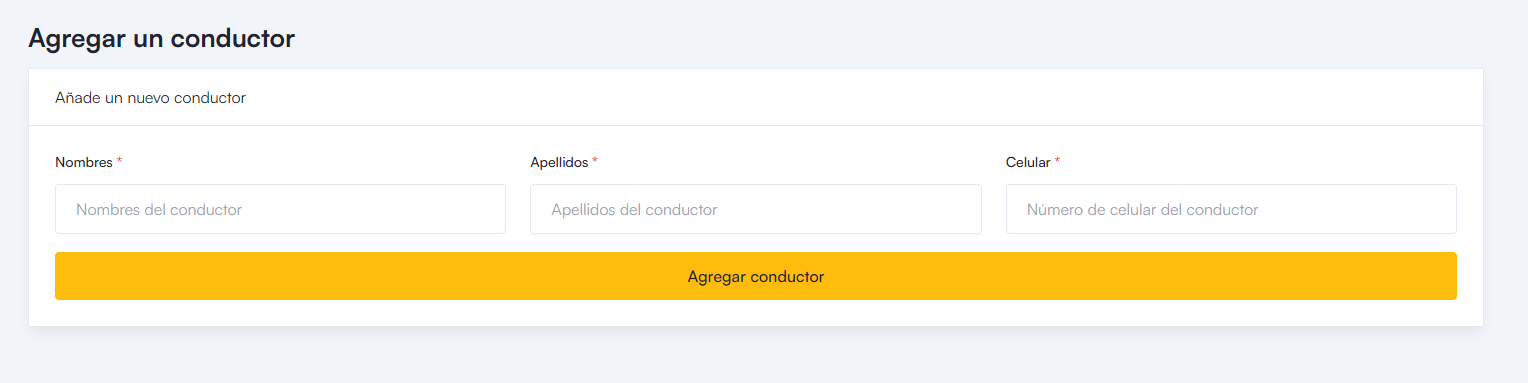 Agregar un conductor
Añade un nuevo conductor
Nombres *
Apellidos *
Celular *
Nombres del conductor
Apellidos del conductor
Número de celular del conductor
Agregar conductor